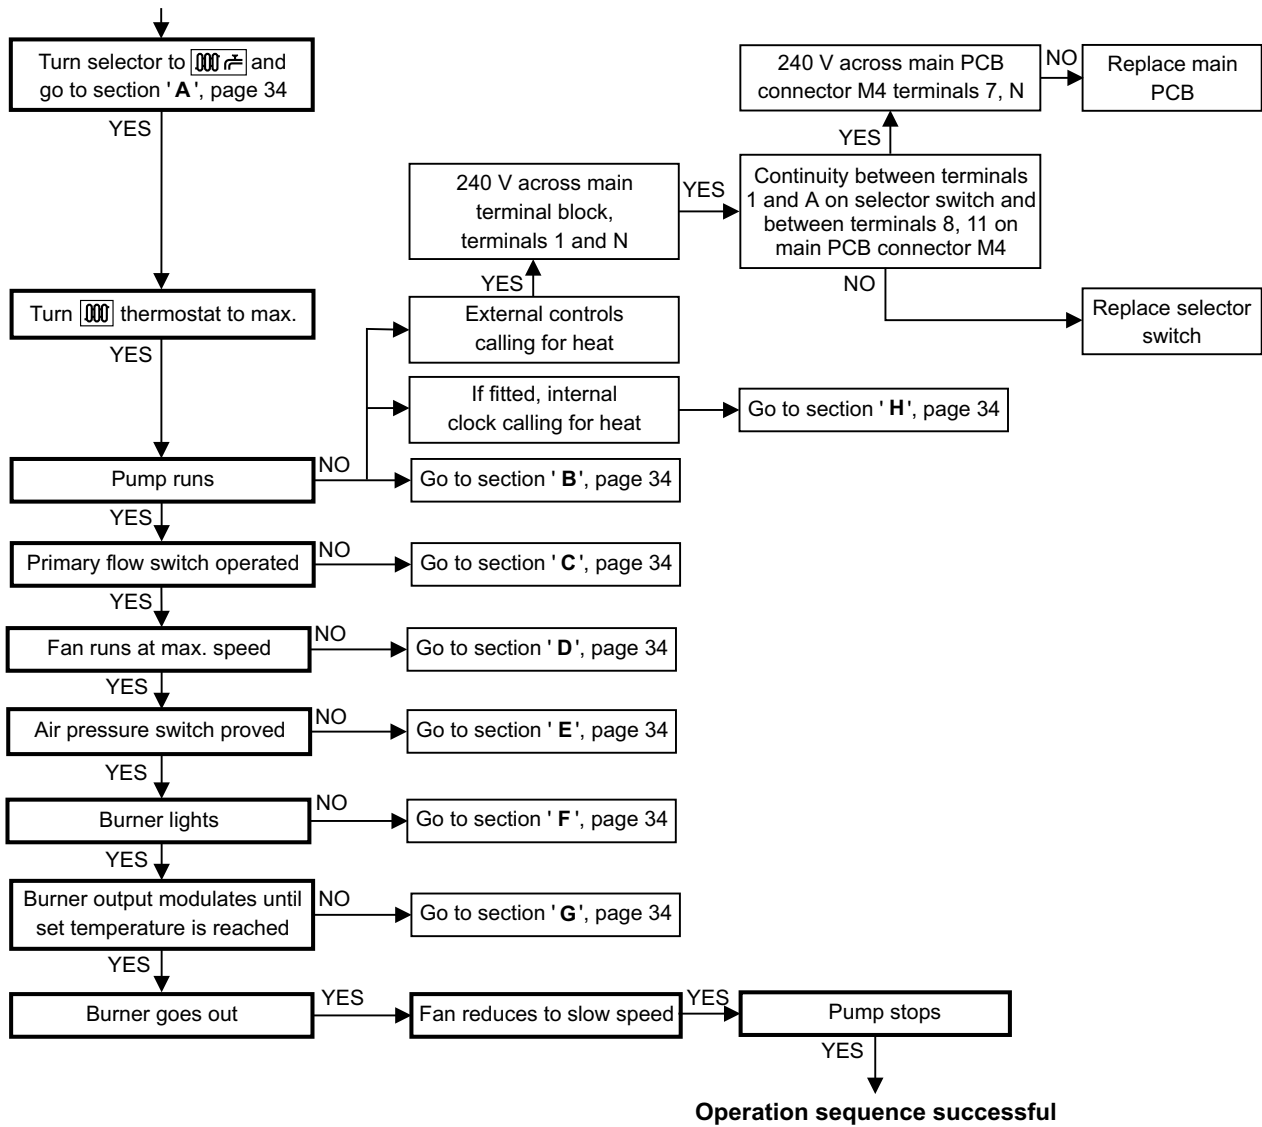 Turn selector to and
go to section 'A', page 34
YES
Turn thermostat to max.
YES
Pump runs
NO
YES
Primary flow switch operated
NO
YES
Fan runs at max. speed
NO
YES
Air pressure switch proved
NO
YES
Burner lights
NO
YES
Burner output modulates until
set temperature is reached
NO
YES
Burner goes out
YES
Fan reduces to slow speed
YES
Pump stops
YES
Operation sequence successful
240 V across main
terminal block,
terminals 1 and N
YES
YES
External controls
calling for heat
If fitted, internal
clock calling for heat
Go to section 'H', page 34
Go to section 'B', page 34
Go to section 'C', page 34
Go to section 'D', page 34
Go to section 'E', page 34
Go to section 'F', page 34
Go to section 'G', page 34
240 V across main PCB
connector M4 terminals 7, N
NO
Replace main
PCB
YES
Continuity between terminals
1 and A on selector switch and
between terminals 8, 11 on
main PCB connector M4
NO
Replace selector
switch